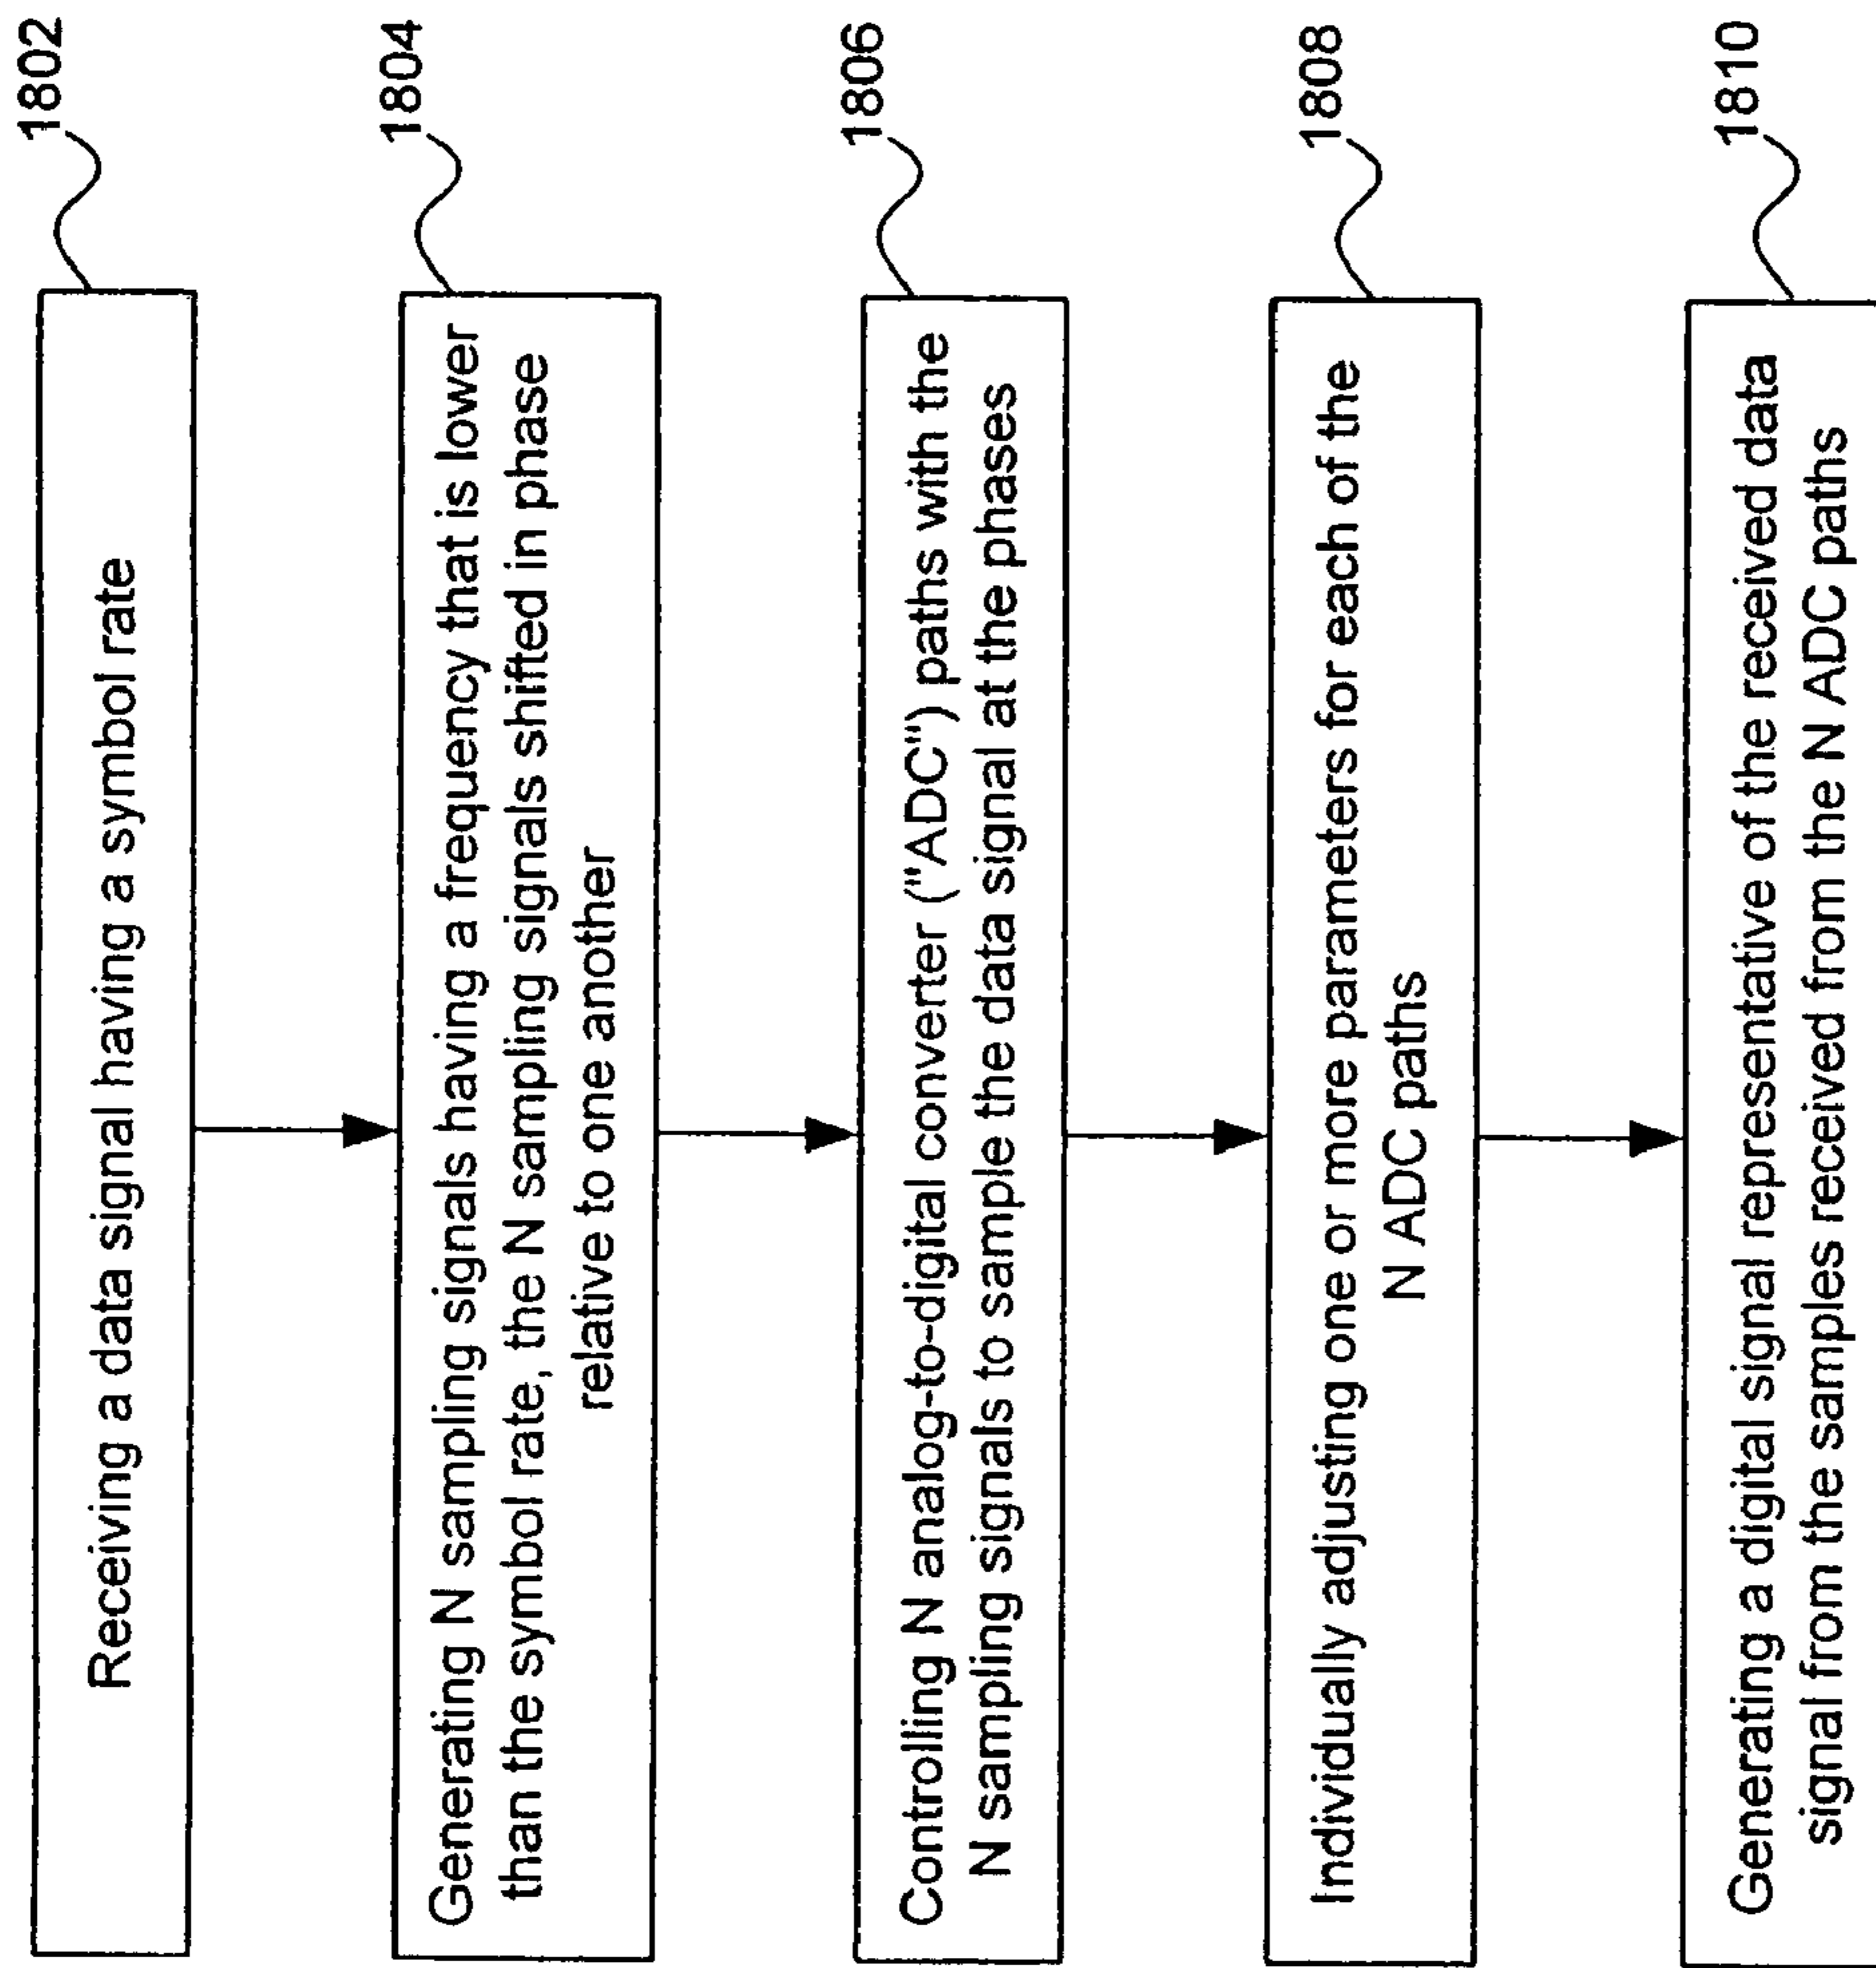 1802
Receiving a data signal having a symbol rate
1804
Generating N sampling signals having a frequency that is lower
than the symbol rate, the N sampling signals shifted in phase
relative to one another
1806
Controlling N analog-to-digital converter ("ADC") paths with the
N sampling signals to sample the data signal at the phases
1808
Individually adjusting one or more parameters for each of the
N ADC paths
1810
Generating a digital signal representative of the received data
signal from the samples received from the N ADC paths